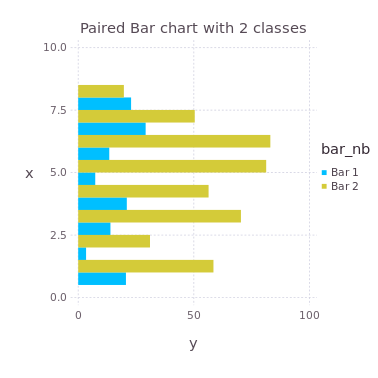 Paired Bar chart with 2 classes
10.0
7.5
5.0
2.5
0.0
x
0
50
100
y
bar_nb
Bar 1
Bar 2